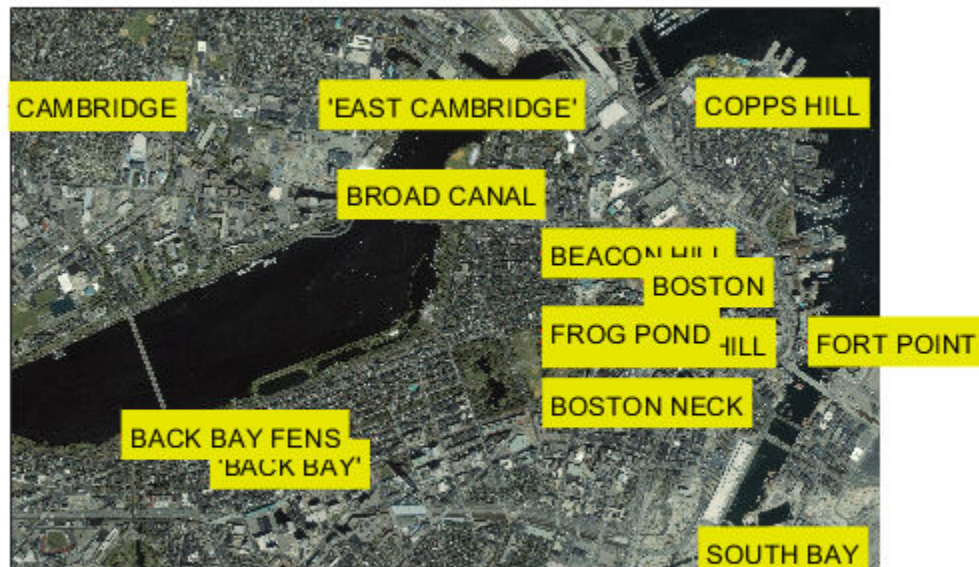 CAMBRIDGE
'EAST CAMBRIDGE'
COPPS HILL
BROAD CANAL
BEACON HILL
BOSTON
FROG POND
HILL
FORT POINT
BOSTON NECK
BACK BAY FENS
'BACK BAY'
SOUTH BAY